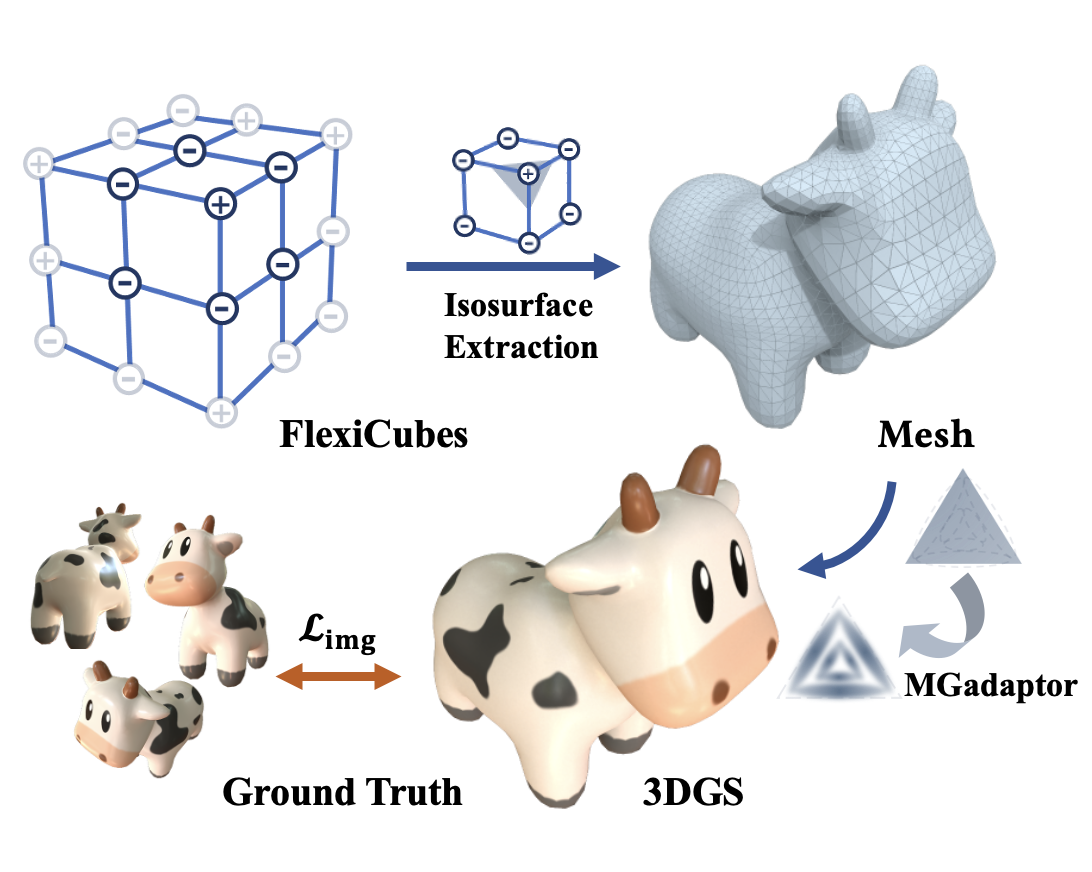 Isosurface
Extraction
FlexiCubes
Mesh
ℒimg
MGadaptor
Ground Truth
3DGS